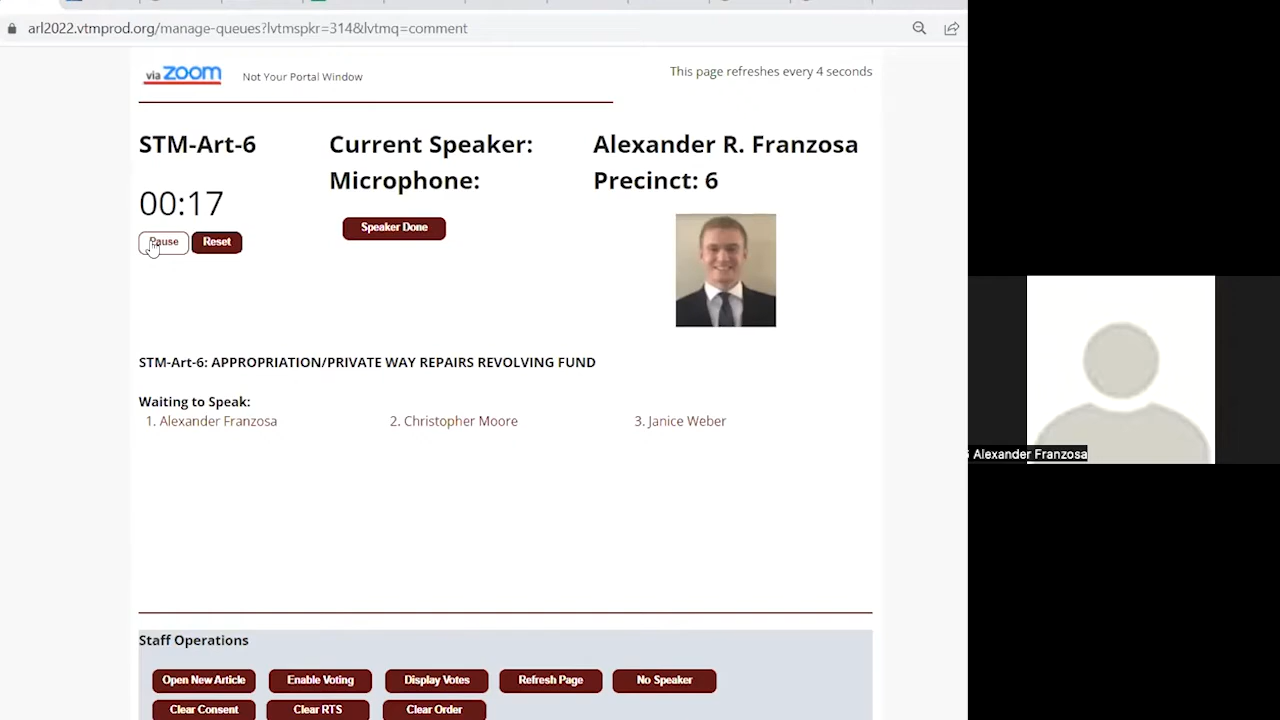 arl2022.vtmprod.org/manage-queues?lvtmspkr=314&lvtmq=comment
via zoom
Not Your Portal Window
This page refreshes every 4 seconds
STM-Art-6
Current Speaker:
Alexander R. Franzosa
Microphone:
Precinct: 6
00:17
Speaker Done
Pause
Reset
STM-Art-6: APPROPRIATION/PRIVATE WAY REPAIRS REVOLVING FUND
Waiting to Speak:
1. Alexander Franzosa
2. Christopher Moore
3. Janice Weber
Alexander Franzosa
Staff Operations
Open New Article
Enable Voting
Display Votes
Refresh Page
No Speaker
Clear Consent
Clear RTS
Clear Order